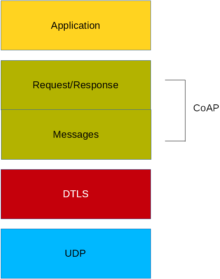 Application
Request/Response
CoAP
Messages
DTLS
UDP